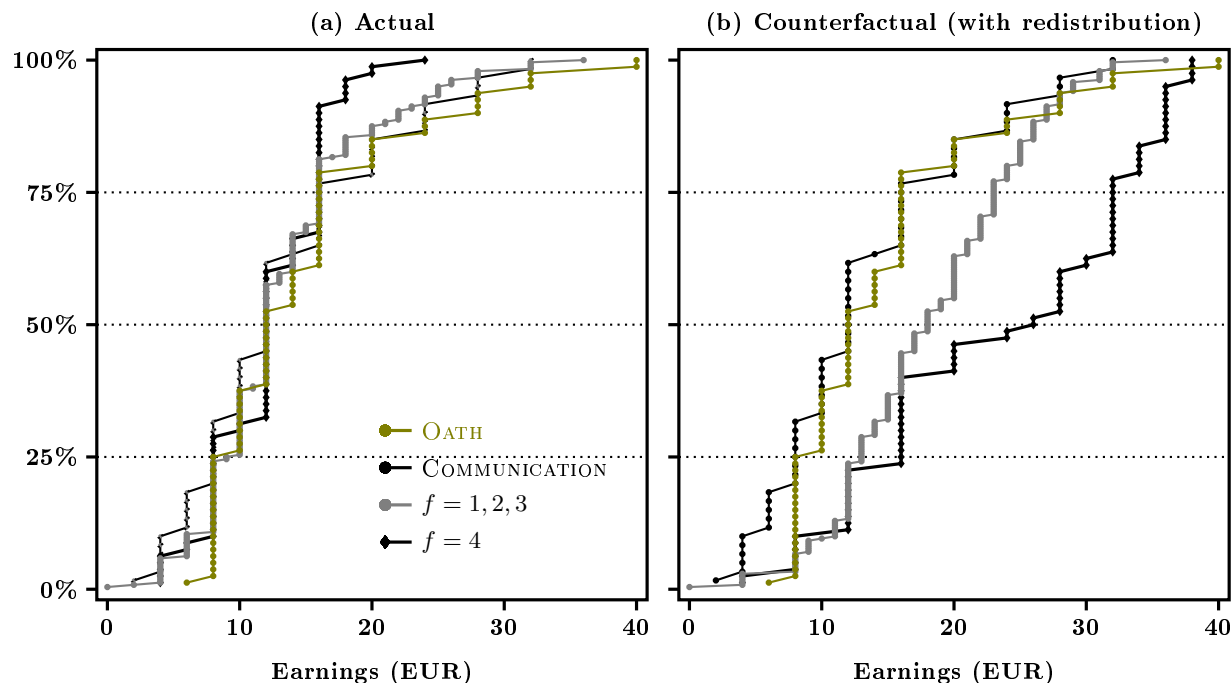 (a) Actual
(b) Counterfactual (with redistribution)
100%
75%
50%
25%
0%
OATH
COMMUNICATION
f = 1, 2, 3
f = 4
0 10 20 30 40
0 10 20 30 40
Earnings (EUR)
Earnings (EUR)